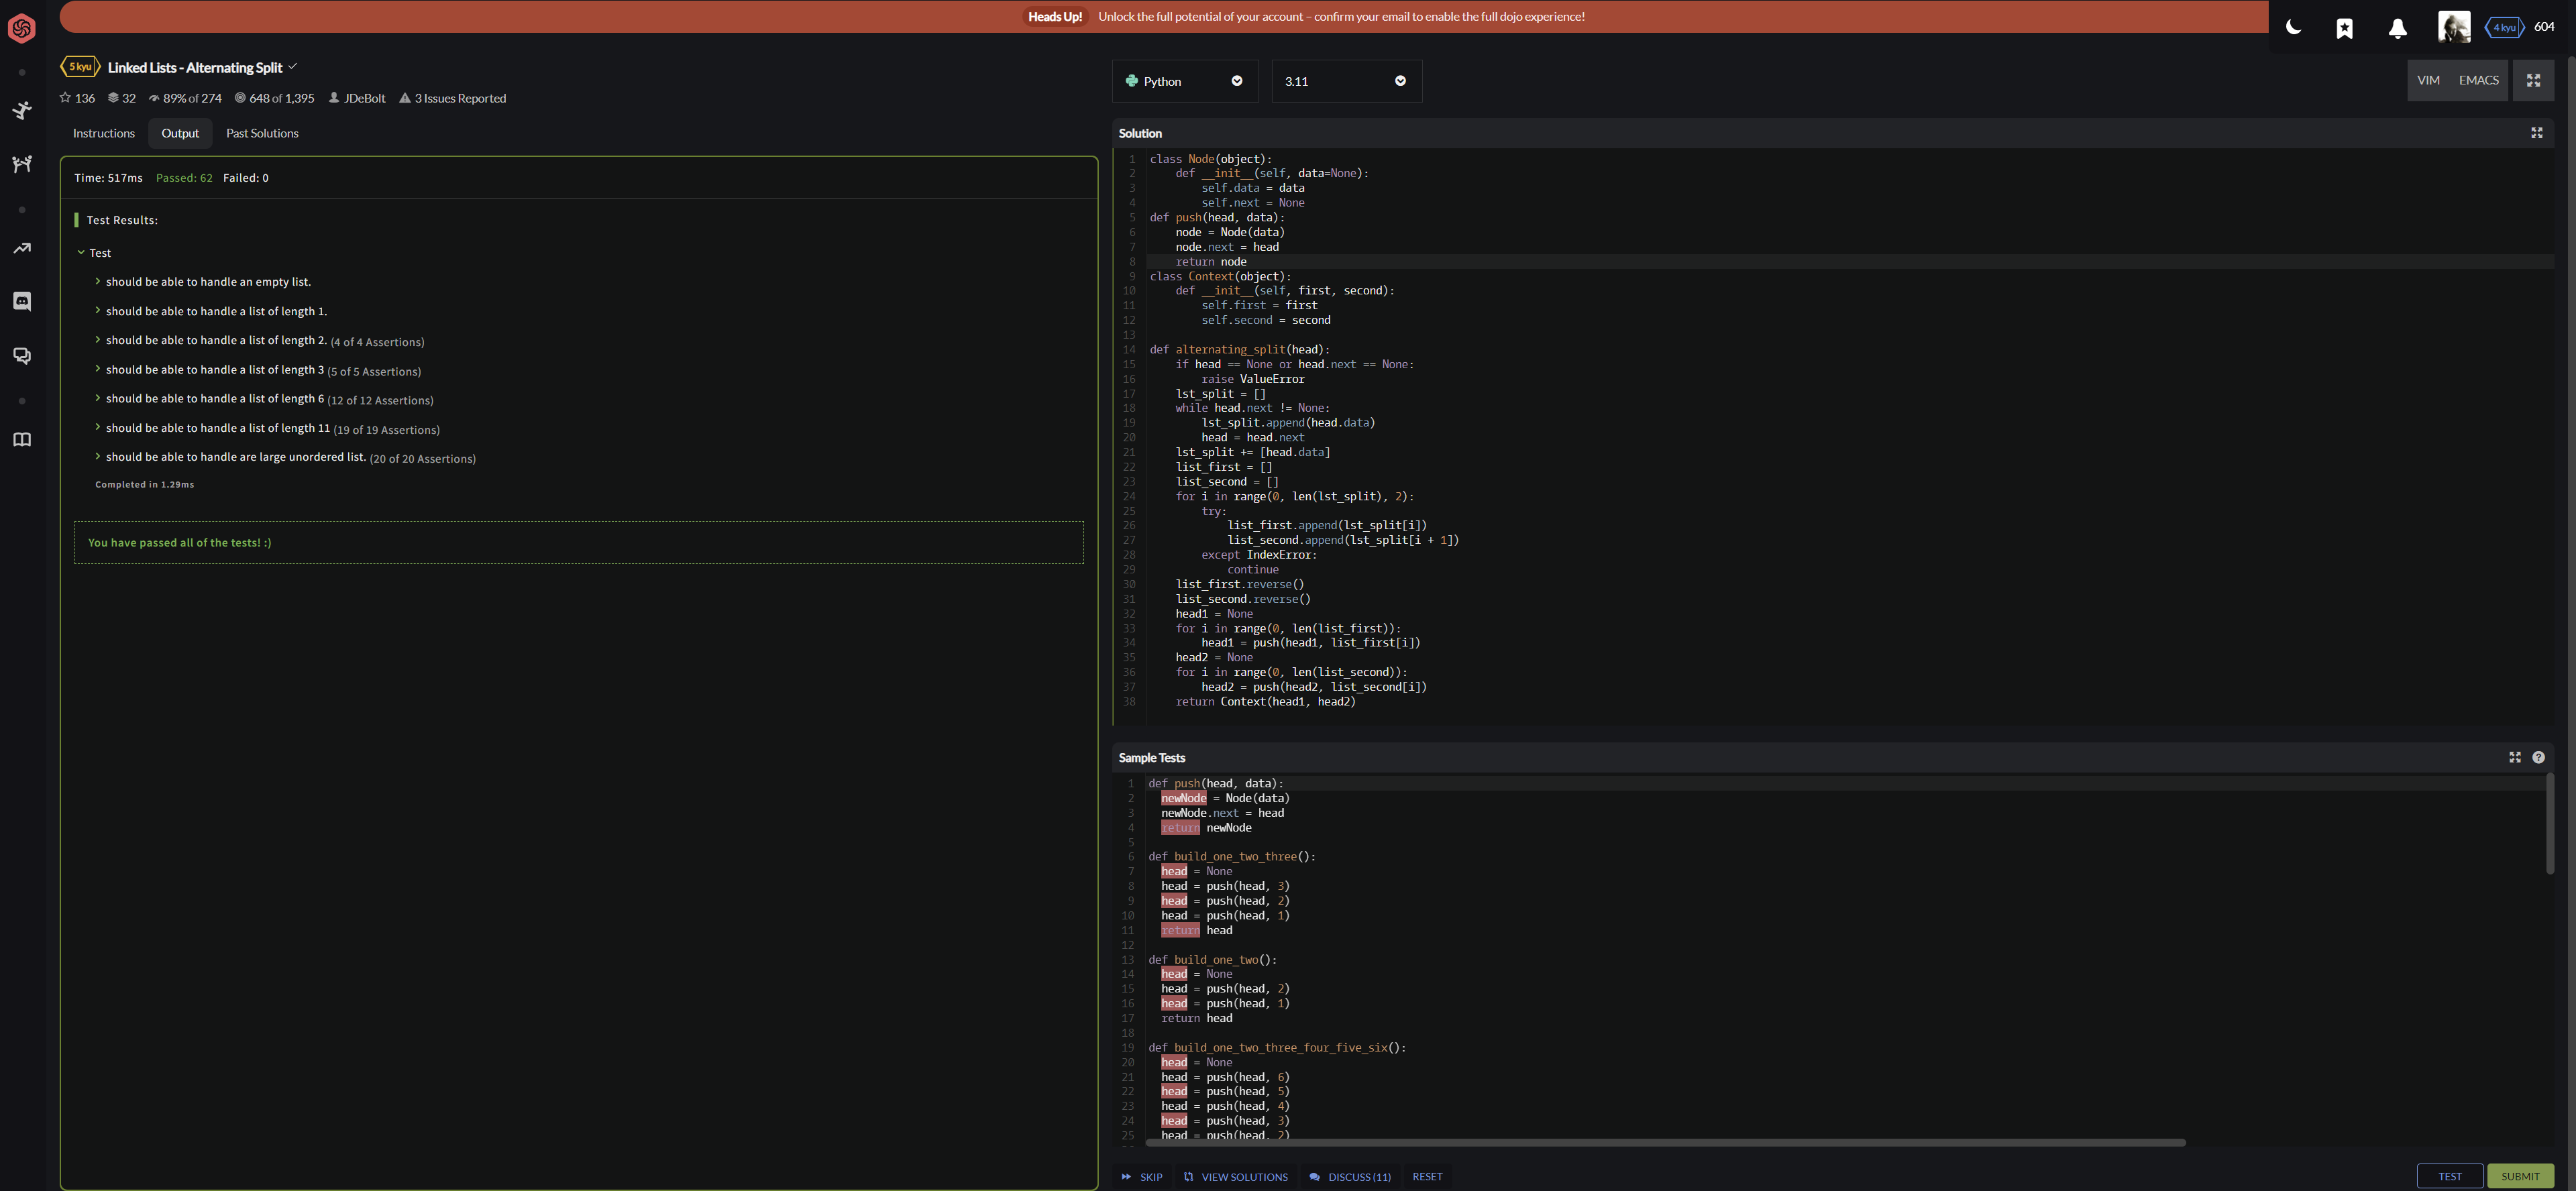 Heads Up! Unlock the full potential of your account – confirm your email to enable the full dojo experience!
4 kyu 604
5 kyu Linked Lists - Alternating Split
136 32 89% of 274 648 of 1,395 JDeBolt 3 Issues Reported
Instructions Output Past Solutions
Time: 517ms Passed: 62 Failed: 0
Test Results:
Test
should be able to handle an empty list.
should be able to handle a list of length 1.
should be able to handle a list of length 2. (4 of 4 Assertions)
should be able to handle a list of length 3 (5 of 5 Assertions)
should be able to handle a list of length 6 (12 of 12 Assertions)
should be able to handle a list of length 11 (19 of 19 Assertions)
should be able to handle are large unordered list. (20 of 20 Assertions)
Completed in 1.29ms
You have passed all of the tests! :)
Python 3.11 VIM EMACS
Solution
1 class Node(object):
2     def __init__(self, data=None):
3         self.data = data
4         self.next = None
5 def push(head, data):
6     node = Node(data)
7     node.next = head
8     return node
9 class Context(object):
10     def __init__(self, first, second):
11         self.first = first
12         self.second = second
13
14 def alternating_split(head):
15     if head == None or head.next == None:
16         raise ValueError
17     lst_split = []
18     while head.next != None:
19         lst_split.append(head.data)
20         head = head.next
21     lst_split += [head.data]
22     list_first = []
23     list_second = []
24     for i in range(0, len(lst_split), 2):
25         try:
26             list_first.append(lst_split[i])
27             list_second.append(lst_split[i + 1])
28         except IndexError:
29             continue
30     list_first.reverse()
31     list_second.reverse()
32     head1 = None
33     for i in range(0, len(list_first)):
34         head1 = push(head1, list_first[i])
35     head2 = None
36     for i in range(0, len(list_second)):
37         head2 = push(head2, list_second[i])
38     return Context(head1, head2)
Sample Tests
1 def push(head, data):
2   newNode = Node(data)
3   newNode.next = head
4   return newNode
5
6 def build_one_two_three():
7   head = None
8   head = push(head, 3)
9   head = push(head, 2)
10   head = push(head, 1)
11   return head
12
13 def build_one_two():
14   head = None
15   head = push(head, 2)
16   head = push(head, 1)
17   return head
18
19 def build_one_two_three_four_five_six():
20   head = None
21   head = push(head, 6)
22   head = push(head, 5)
23   head = push(head, 4)
24   head = push(head, 3)
25   head = push(head, 2)
SKIP VIEW SOLUTIONS DISCUSS (11) RESET TEST SUBMIT